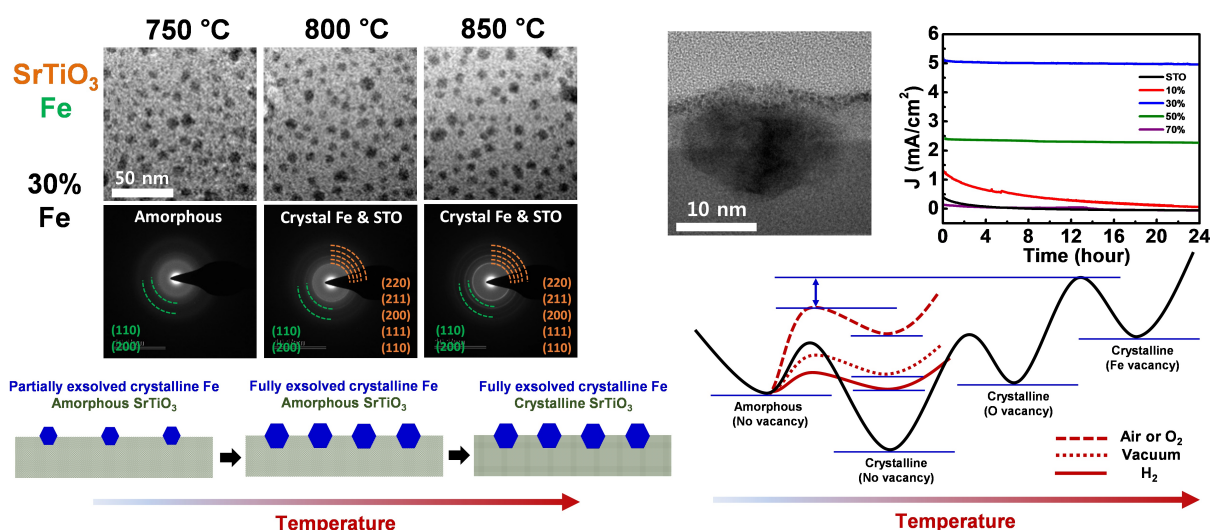 750 °C
800 °C
850 °C
SrTiO3
Fe
30%
Fe
50 nm
Amorphous
Crystal Fe & STO
Crystal Fe & STO
(110)
(200)
(110)
(200)
(220)
(211)
(200)
(111)
(110)
(110)
(200)
(220)
(211)
(200)
(111)
(110)
Partially exsolved crystalline Fe
Amorphous SrTiO3
Fully exsolved crystalline Fe
Amorphous SrTiO3
Fully exsolved crystalline Fe
Crystalline SrTiO3
Temperature
10 nm
J (mA/cm2)
6
5
4
3
2
1
0
STO
10%
30%
50%
70%
0 4 8 12 16 20 24
Time (hour)
Amorphous
(No vacancy)
Crystalline
(No vacancy)
Crystalline
(O vacancy)
Crystalline
(Fe vacancy)
Air or O2
Vacuum
H2
Temperature